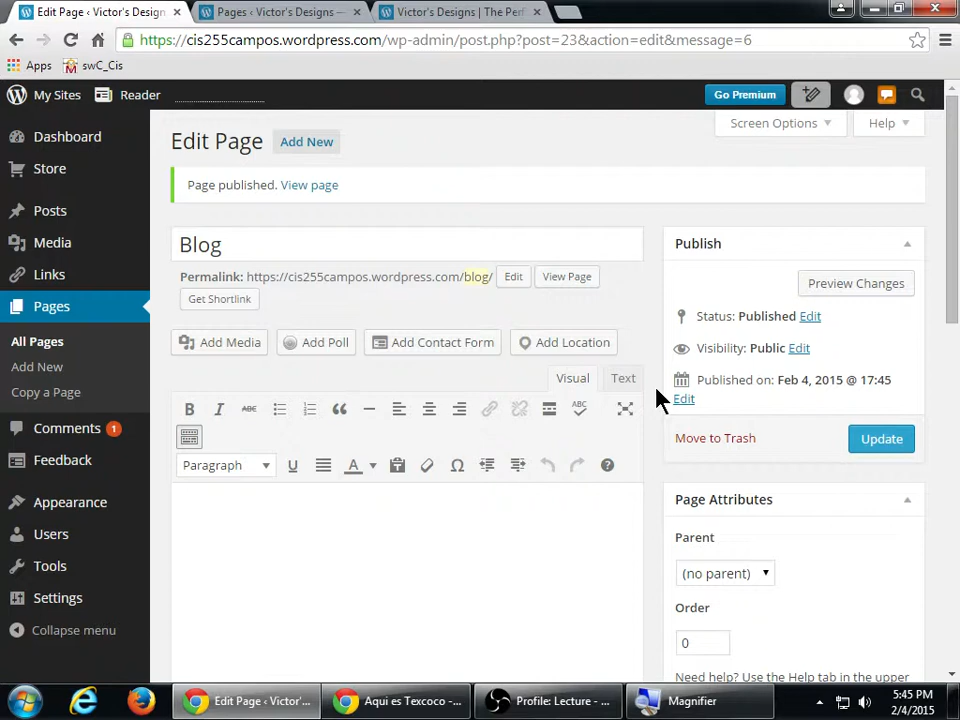 Edit Page ‹ Victor's Desigr ×
Pages ‹ Victor's Designs — ×
Victor's Designs | The Perf ×
https://cis255campos.wordpress.com/wp-admin/post.php?post=23&action=edit&message=6
Apps swC_Cis
My Sites Reader Go Premium
Screen Options Help
Edit Page Add New
Page published. View page
Dashboard
Store
Posts
Media
Links
Pages
All Pages
Add New
Copy a Page
Comments 1
Feedback
Appearance
Users
Tools
Settings
Collapse menu
Blog
Permalink: https://cis255campos.wordpress.com/blog/ Edit View Page
Get Shortlink
Add Media Add Poll Add Contact Form Add Location
Visual Text
B I ABC ABC
Paragraph U A Ω ?
Publish
Preview Changes
Status: Published Edit
Visibility: Public Edit
Published on: Feb 4, 2015 @ 17:45
Edit
Move to Trash Update
Page Attributes
Parent
(no parent)
Order
0
Need help? Use the Help tab in the upper
Edit Page ‹ Victor'...
Aqui es Texcoco -...
Profile: Lecture - ...
Magnifier
5:45 PM
2/4/2015